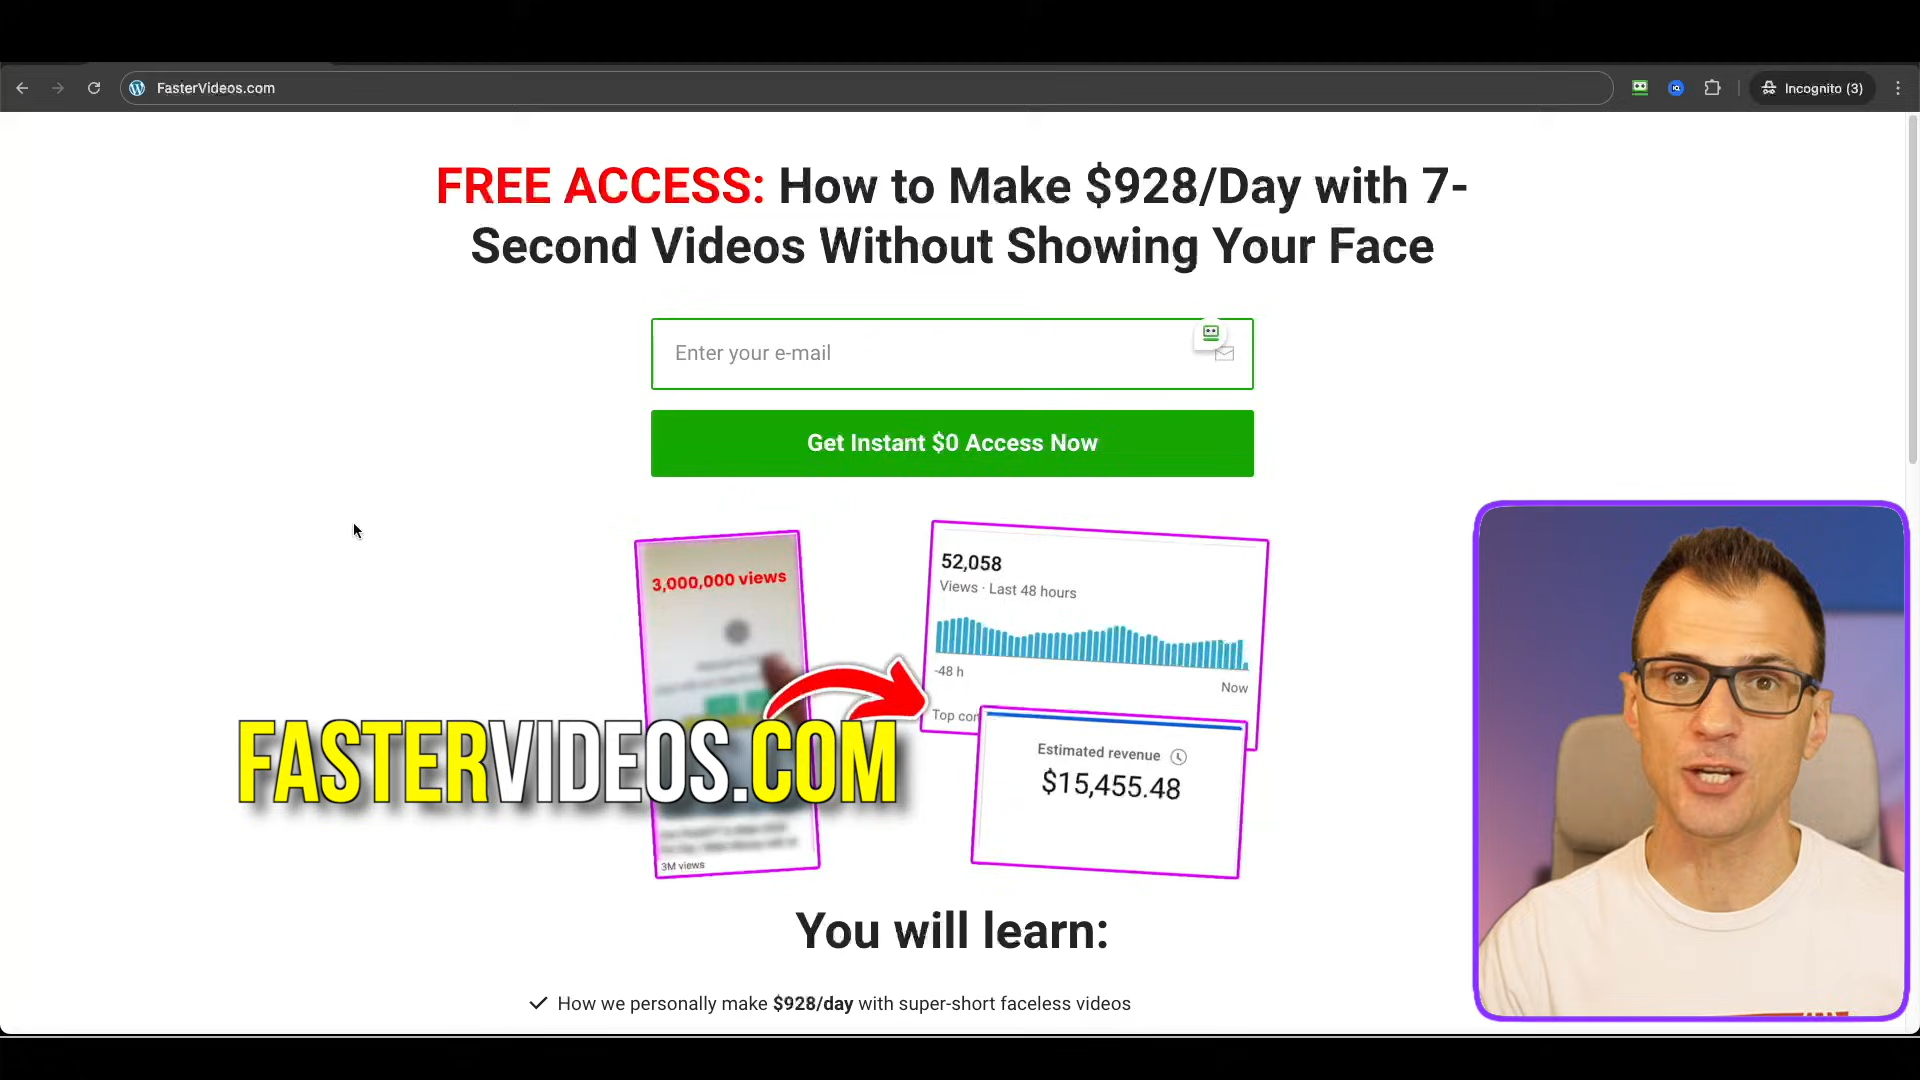 FasterVideos.com
Incognito (3)
FREE ACCESS: How to Make $928/Day with 7-
Second Videos Without Showing Your Face
Enter your e-mail
Get Instant $0 Access Now
3,000,000 views
3M views
52,058
Views · Last 48 hours
-48 h
Now
Top con
Estimated revenue
$15,455.48
FASTERVIDEOS.COM
You will learn:
How we personally make $928/day with super-short faceless videos